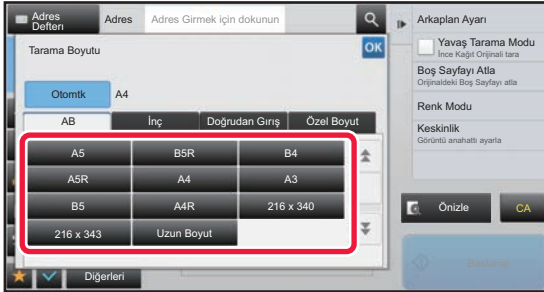 Adres Defterı
Adres
Adres Girmek için dokunun
Tarama Boyutu
OK
Otomtk
A4
AB
İnç
Doğrudan Gırış
Özel Boyut
A5
B5R
B4
A5R
A4
A3
B5
A4R
216 x 340
216 x 343
Uzun Boyut
Diğerleri
Arkaplan Ayarı
Yavaş Tarama Modu
İnce Kağıt Orijinali tara
Boş Sayfayı Atla
Orijinaldeki Boş Sayfayı atla
Renk Modu
Keskinlik
Görüntü anahattı ayarla
Önizle
CA